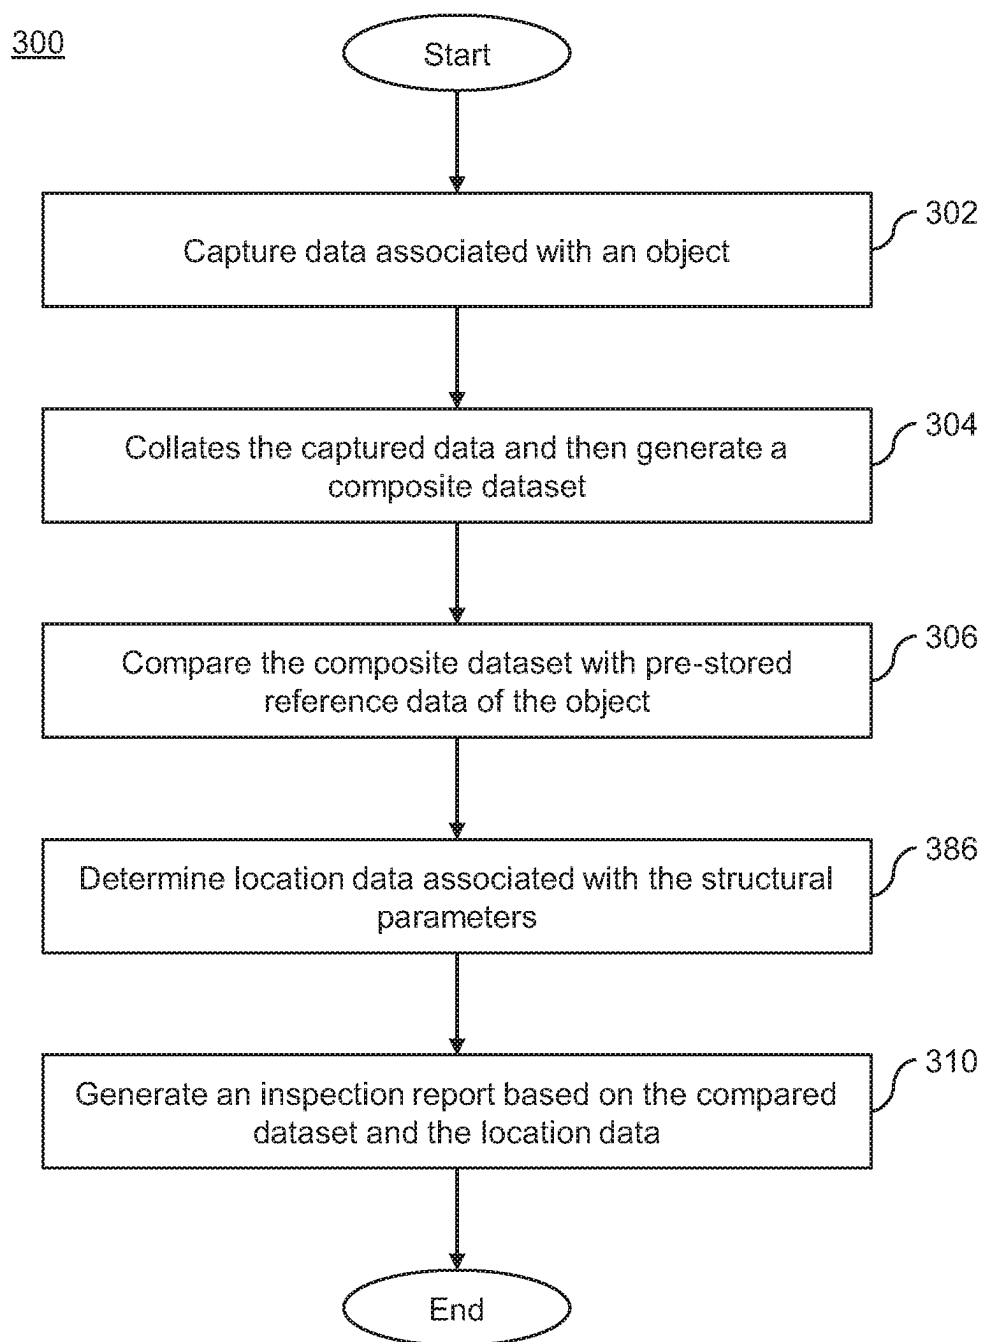 300
Start
Capture data associated with an object
302
Collates the captured data and then generate a
composite dataset
304
Compare the composite dataset with pre-stored
reference data of the object
306
Determine location data associated with the structural
parameters
386
Generate an inspection report based on the compared
dataset and the location data
310
End